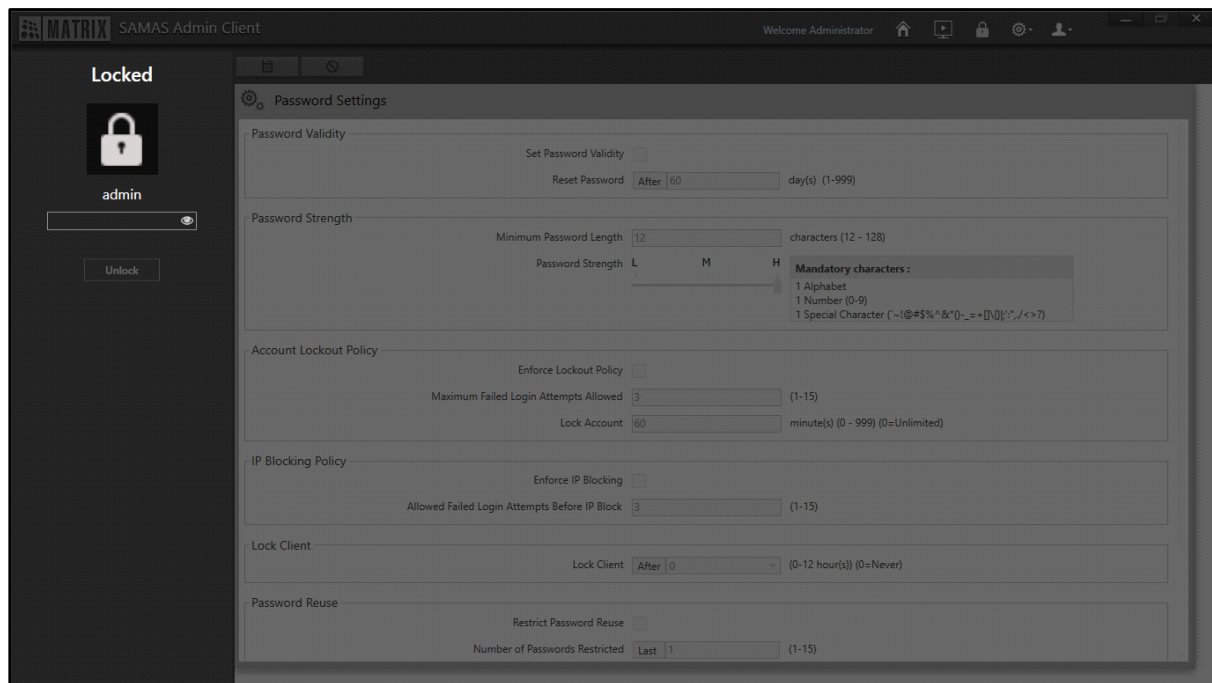 MATRIX SAMAS Admin Client Welcome Administrator
Locked
admin
Unlock
Password Settings
Password Validity
Set Password Validity
Reset Password After 60 day(s) (1-999)
Password Strength
Minimum Password Length 12 characters (12 - 128)
Password Strength L M H
Mandatory characters :
1 Alphabet
1 Number (0-9)
1 Special Character (`~!@#$%^&*()-_=+[]\{}|;':",./<>?)
Account Lockout Policy
Enforce Lockout Policy
Maximum Failed Login Attempts Allowed 3 (1-15)
Lock Account 60 minute(s) (0 - 999) (0=Unlimited)
IP Blocking Policy
Enforce IP Blocking
Allowed Failed Login Attempts Before IP Block 3 (1-15)
Lock Client
Lock Client After 0 (0-12 hour(s)) (0=Never)
Password Reuse
Restrict Password Reuse
Number of Passwords Restricted Last 1 (1-15)